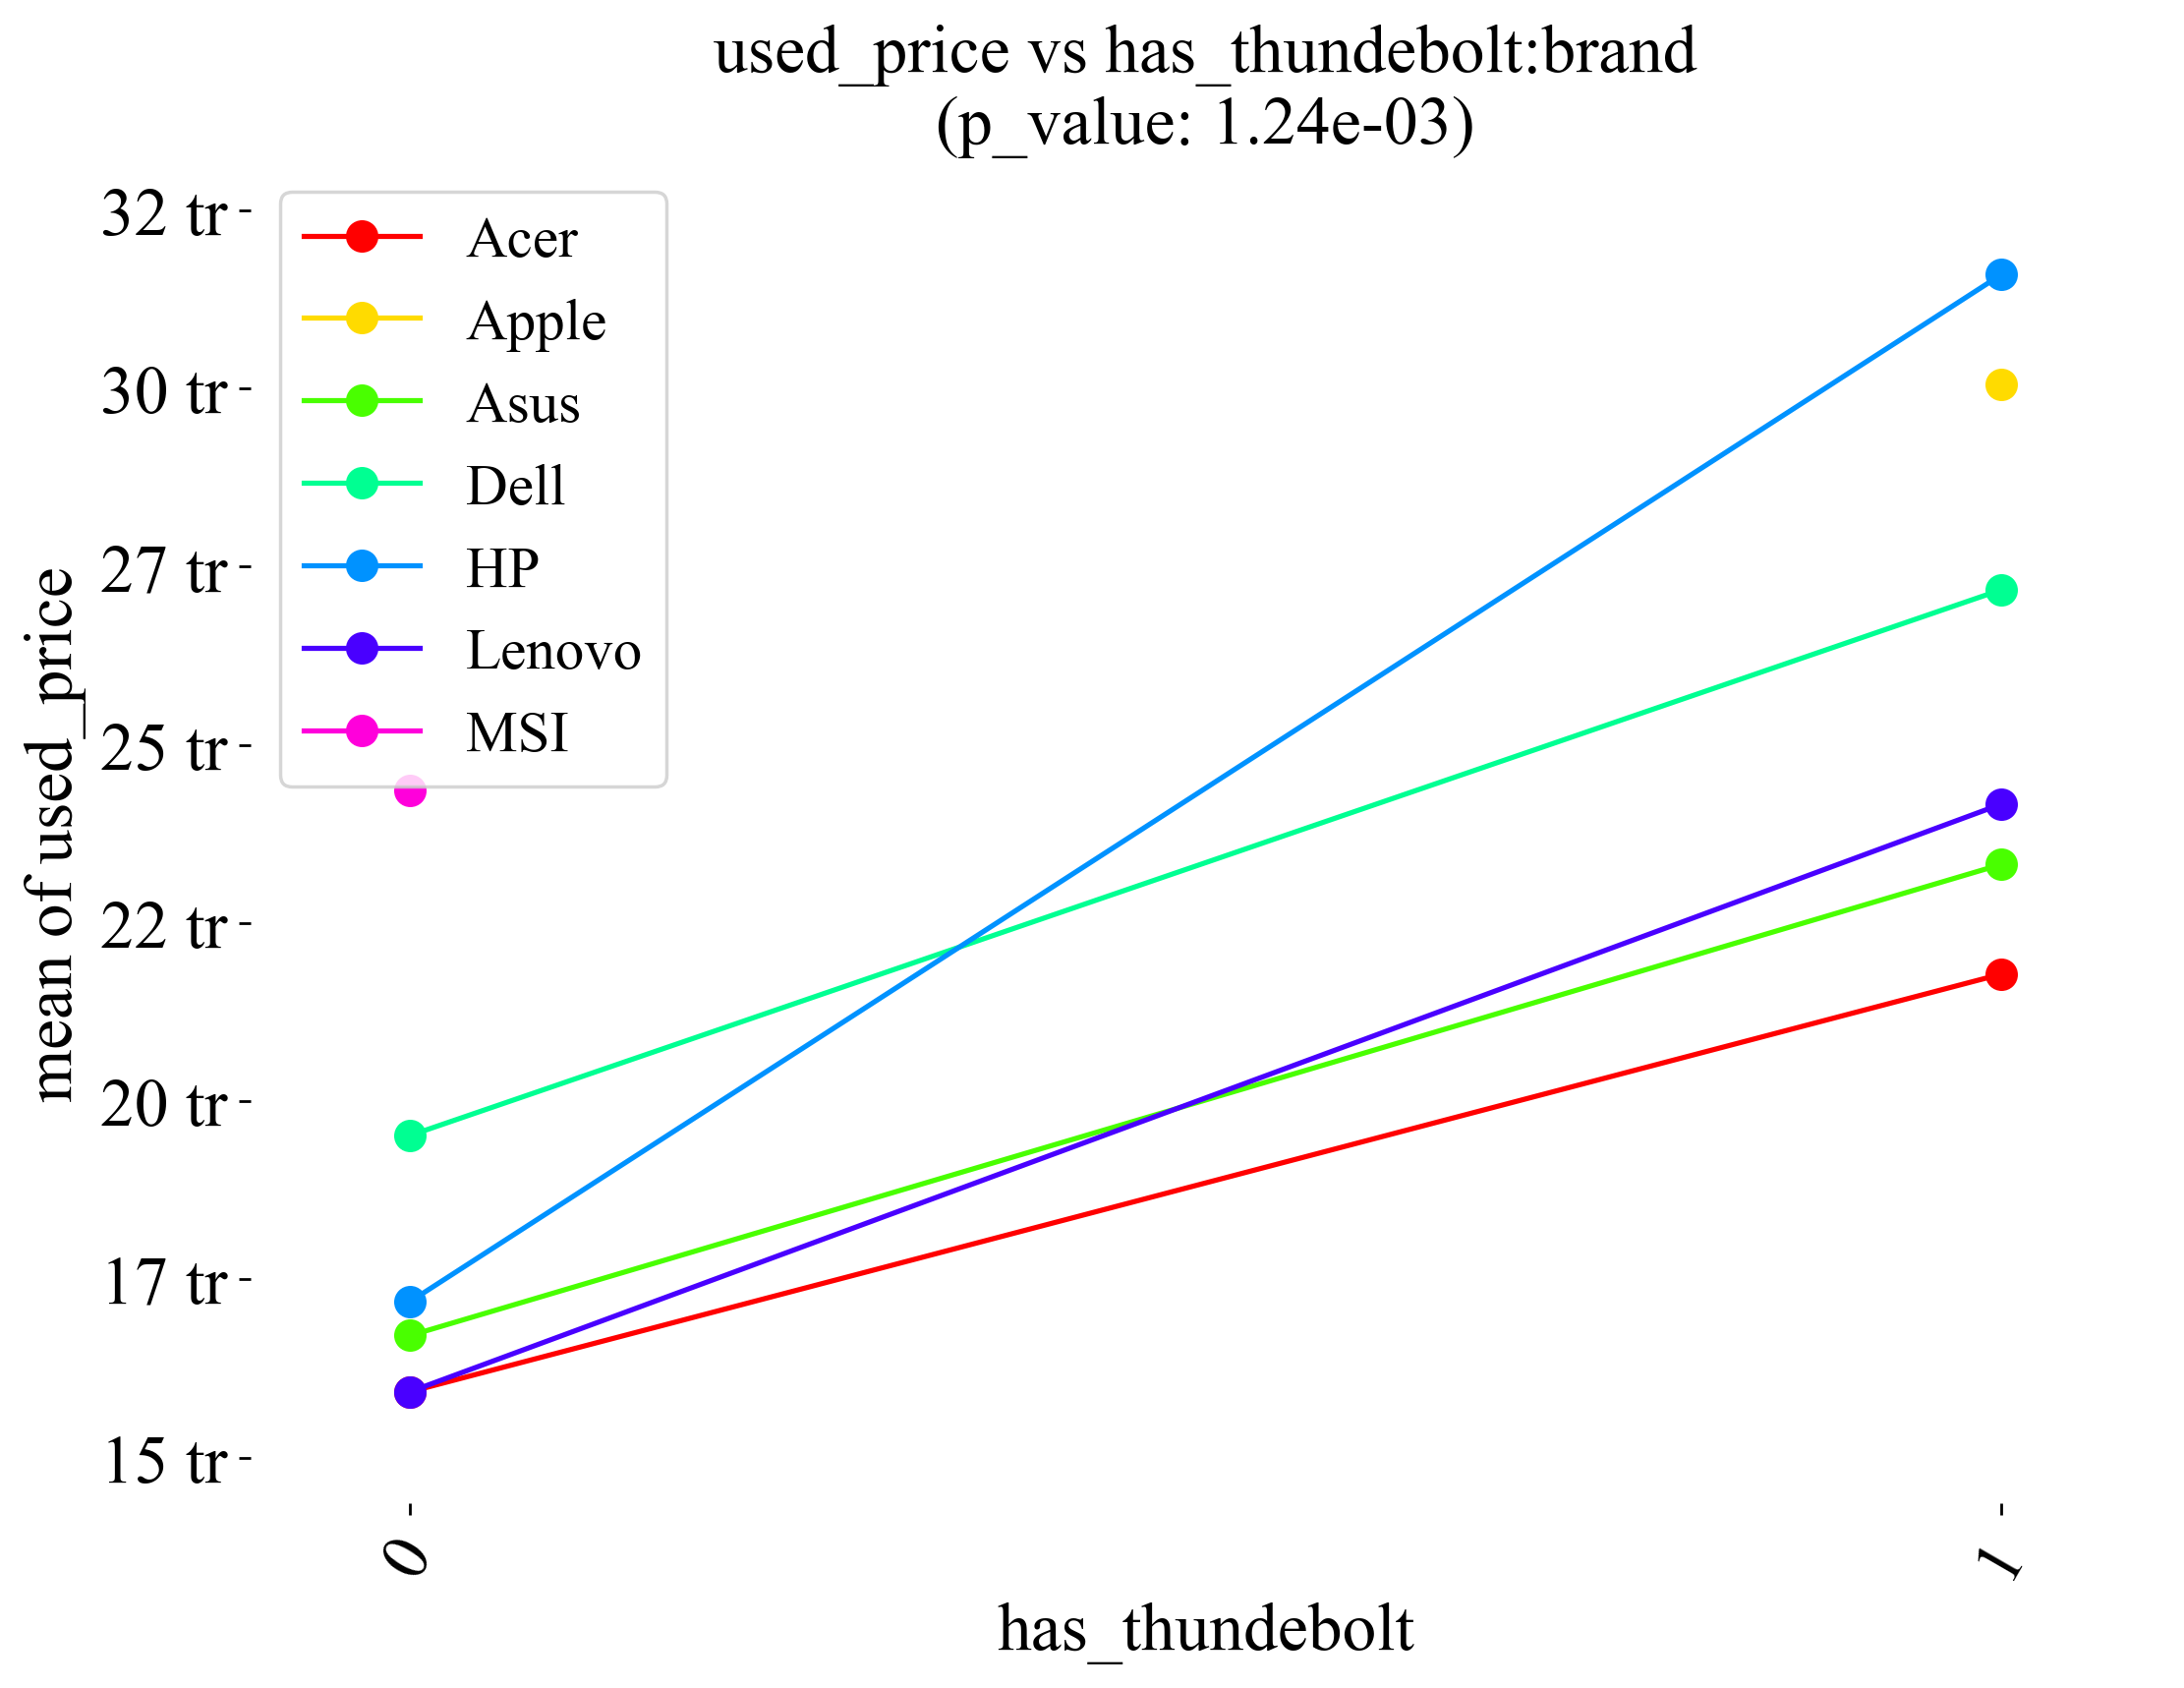 used_price vs has_thundebolt:brand
(p_value: 1.24e-03)
32 tr
30 tr
27 tr
25 tr
22 tr
20 tr
17 tr
15 tr
mean of used_price
Acer
Apple
Asus
Dell
HP
Lenovo
MSI
0
1
has_thundebolt